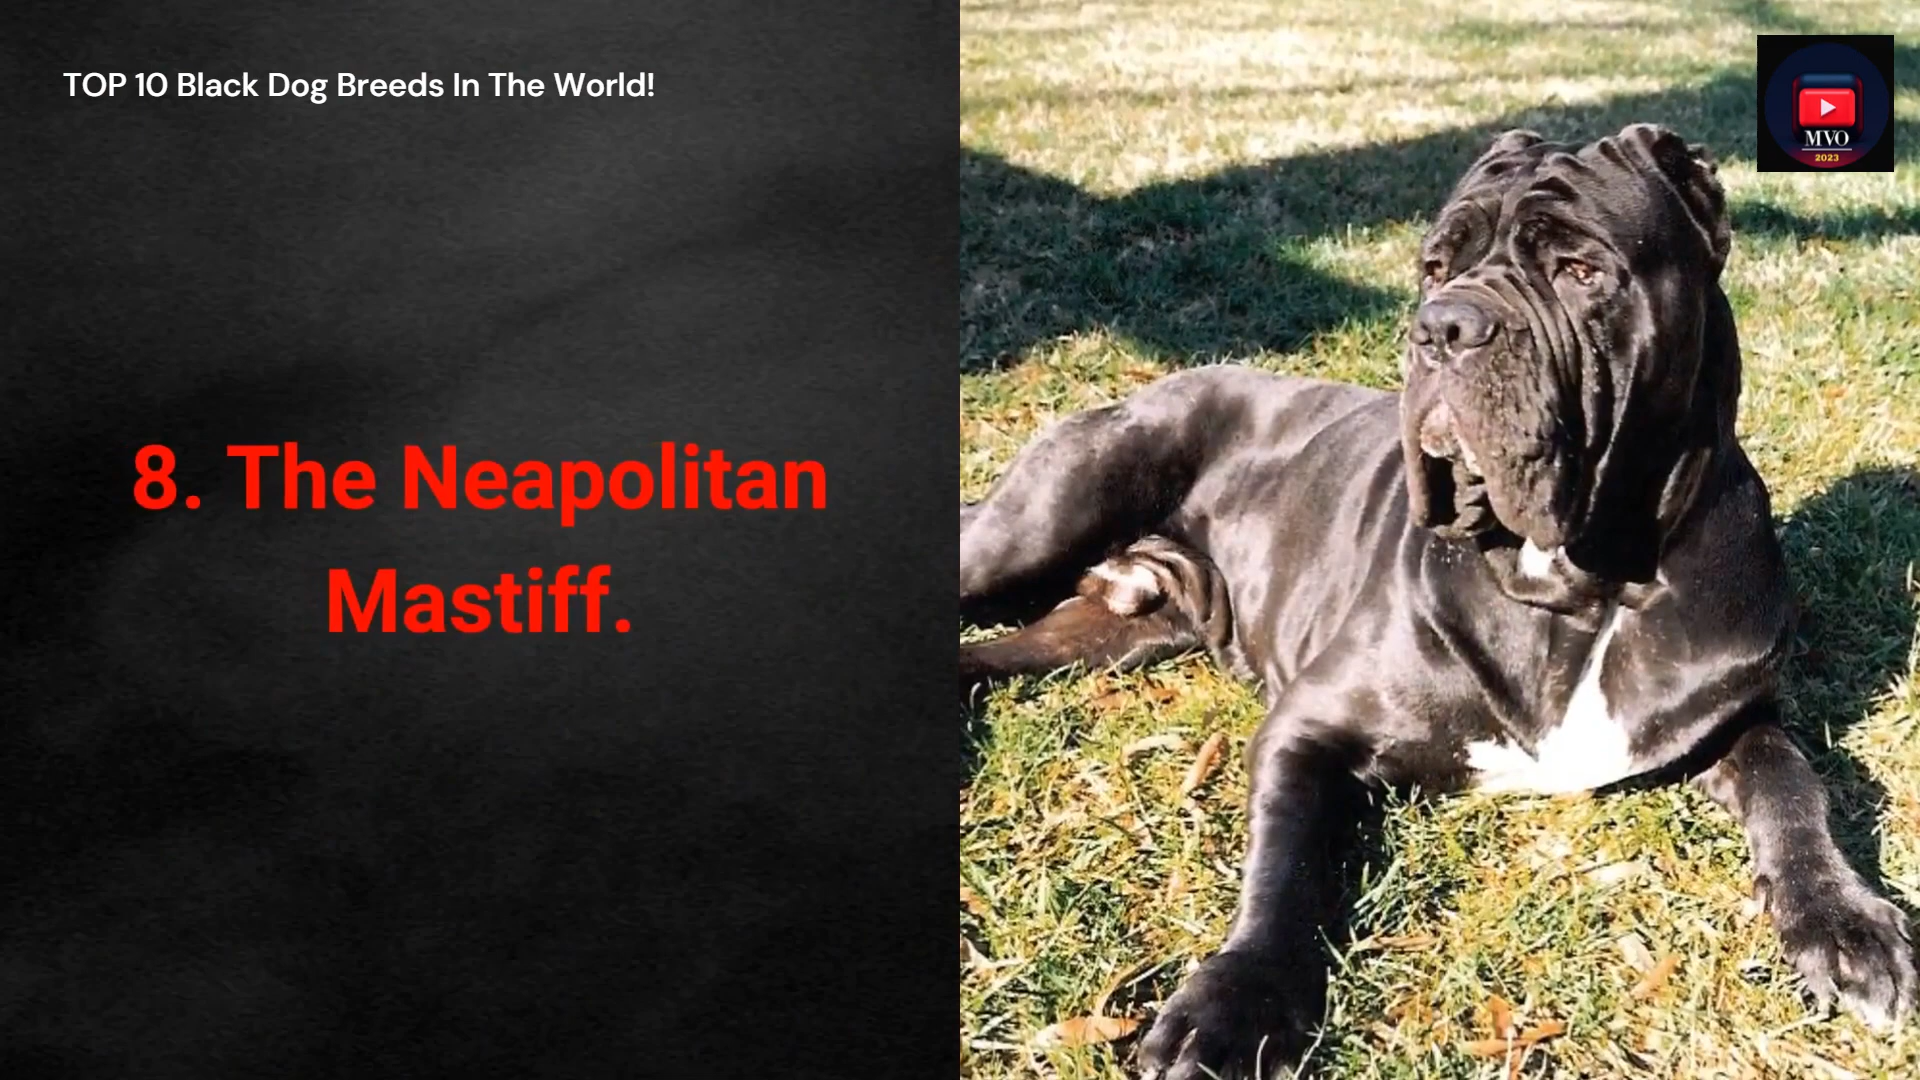 TOP 10 Black Dog Breeds In The World!
MVO
2023
8. The Neapolitan
Mastiff.